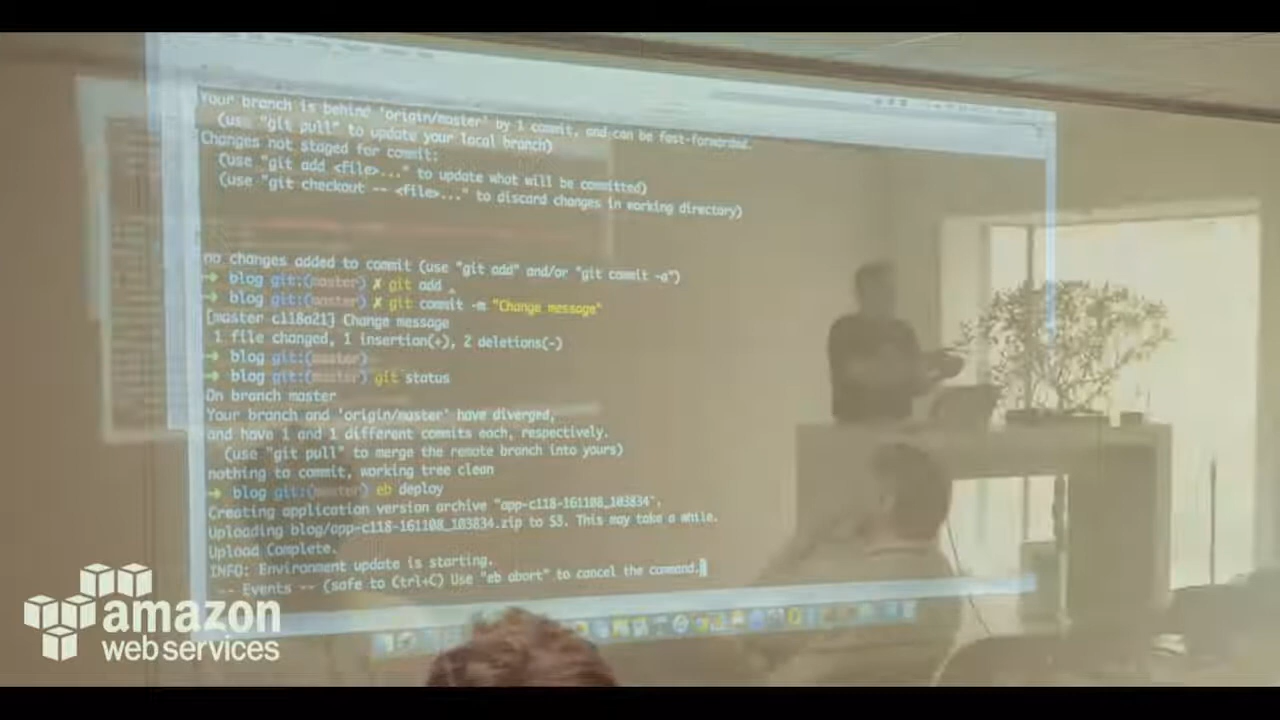 Your branch is behind 'origin/master' by 1 commit, and can be fast-forwarded.
(use "git pull" to update your local branch)
Changes not staged for commit:
(use "git add <file>..." to update what will be committed)
(use "git checkout -- <file>..." to discard changes in working directory)
no changes added to commit (use "git add" and/or "git commit -a")
→ blog git:(master) ✗ git add .
→ blog git:(master) ✗ git commit -m "Change message"
[master c118a21] Change message
1 file changed, 1 insertion(+), 2 deletions(-)
→ blog git:(master)
→ blog git:(master) git status
On branch master
Your branch and 'origin/master' have diverged,
and have 1 and 1 different commits each, respectively.
(use "git pull" to merge the remote branch into yours)
nothing to commit, working tree clean
→ blog git:(master) eb deploy
Creating application version archive "app-c118-161108_103834".
Uploading blog/app-c118-161108_103834.zip to S3. This may take a while.
Upload Complete.
INFO: Environment update is starting.
-- Events -- (safe to Ctrl+C) Use "eb abort" to cancel the command.
amazon
web services